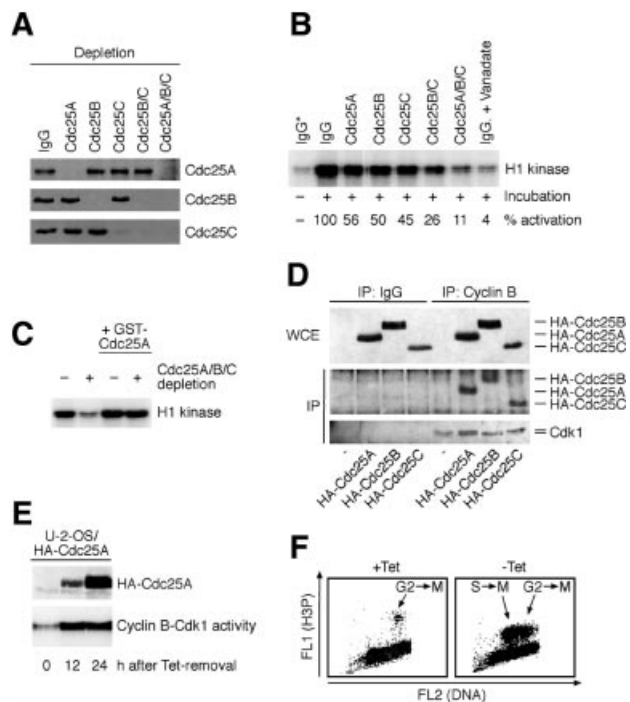 A
Depletion
IgG
Cdc25A
Cdc25B
Cdc25C
Cdc25B/C
Cdc25A/B/C
Cdc25A
Cdc25B
Cdc25C
B
IgG*
IgG
Cdc25A
Cdc25B
Cdc25C
Cdc25B/C
Cdc25A/B/C
IgG. + Vanadate
H1 kinase
– + + + + + + + Incubation
– 100 56 50 45 26 11 4 % activation
C
+ GST-
Cdc25A
– + – + Cdc25A/B/C
depletion
H1 kinase
D
IP: IgG IP: Cyclin B
WCE
HA-Cdc25B
HA-Cdc25A
HA-Cdc25C
IP
HA-Cdc25B
HA-Cdc25A
HA-Cdc25C
Cdk1
-
HA-Cdc25A
HA-Cdc25B
HA-Cdc25C
-
HA-Cdc25A
HA-Cdc25B
HA-Cdc25C
E
U-2-OS/
HA-Cdc25A
HA-Cdc25A
Cyclin B-Cdk1 activity
0 12 24 h after Tet-removal
F
+Tet -Tet
G2→M
S→M G2→M
FL1 (H3P)
FL2 (DNA)